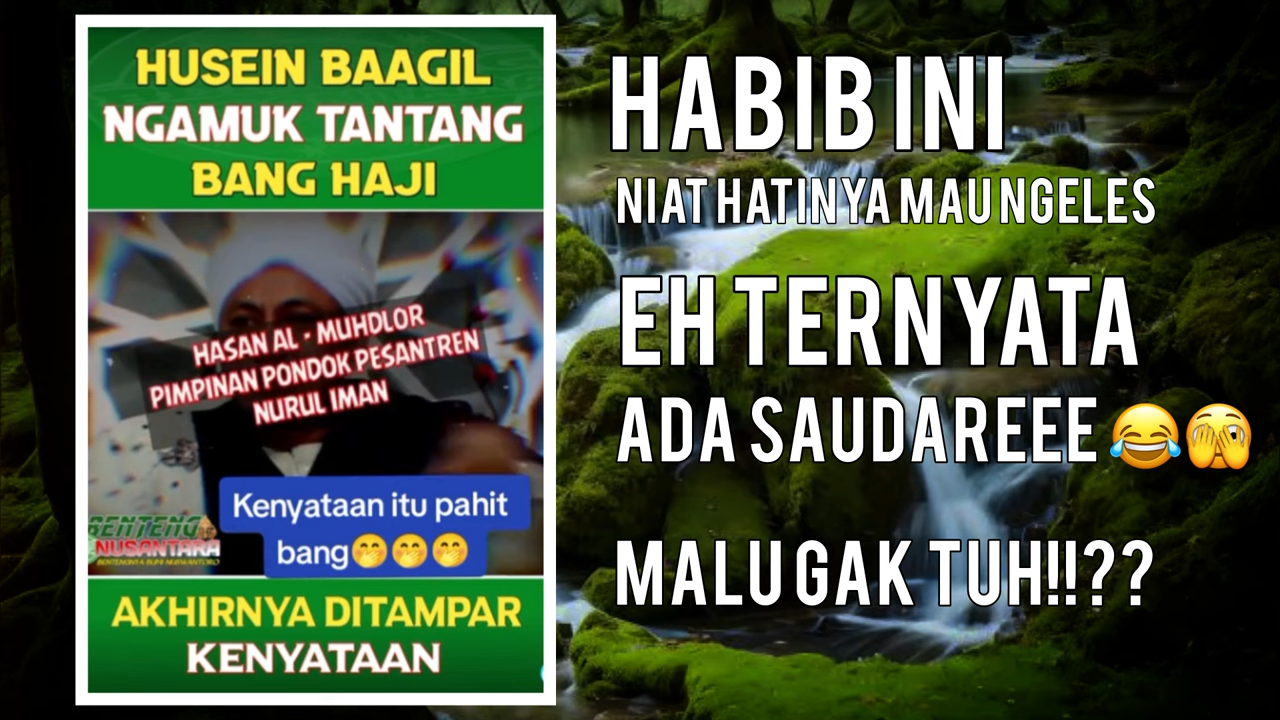 HUSEIN BAAGIL
NGAMUK TANTANG
BANG HAJI
HASAN AL - MUHDLOR
PIMPINAN PONDOK PESANTREN
NURUL IMAN
Kenyataan itu pahit
bang🤭🤭🤭
BENTENG
NUSANTARA
AKHIRNYA DITAMPAR
KENYATAAN
HABIB INI
NIAT HATINYA MAU NGELES
EH TERNYATA
ADA SAUDAREEE 😂🫣
MALU GAK TUH!!??